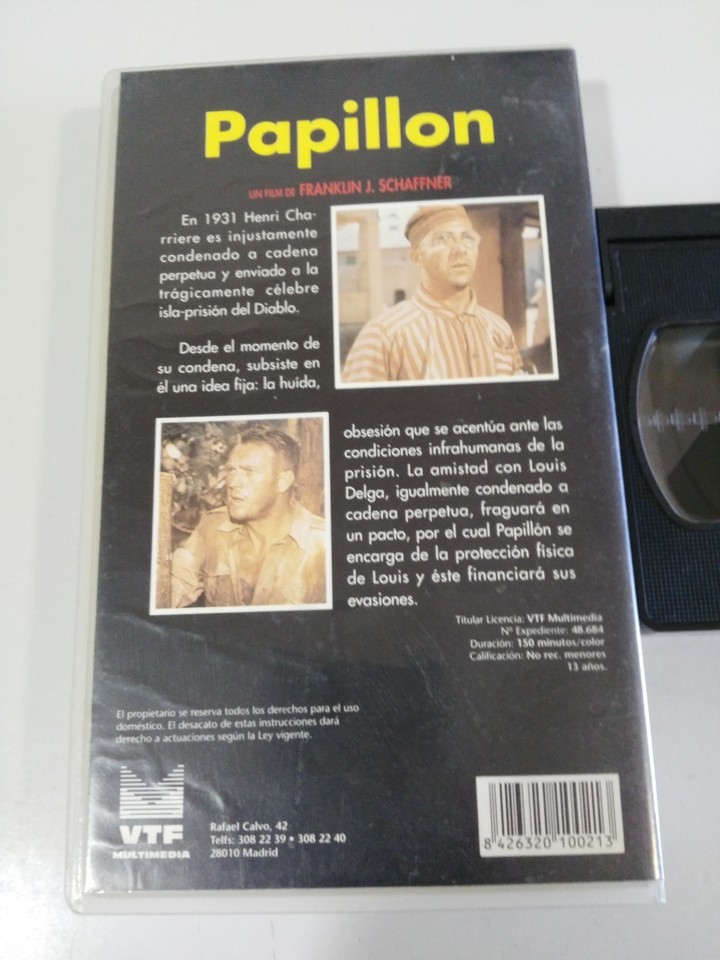 Papillon
UN FILM DE FRANKLIN J. SCHAFFNER
En 1931 Henri Cha-
rriere es injustamente
condenado a cadena
perpetua y enviado a la
trágicamente célebre
isla-prisión del Diablo.
Desde el momento de
su condena, subsiste en
él una idea fija: la huída,
obsesión que se acentúa ante las
condiciones infrahumanas de la
prisión. La amistad con Louis
Delga, igualmente condenado a
cadena perpetua, fraguará en
un pacto, por el cual Papillón se
encarga de la protección física
de Louis y éste financiará sus
evasiones.
Titular Licencia: VTF Multimedia
Nº Expediente: 48.684
Duración: 150 minutos/color
Calificación: No rec. menores
13 años.
El propietario se reserva todos los derechos para el uso
doméstico. El desacato de estas instrucciones dará
derecho a actuaciones según la Ley vigente.
VTF
MULTIMEDIA
Rafael Calvo, 42
Telfs: 308 22 39 • 308 22 40
28010 Madrid
8 426320 100213